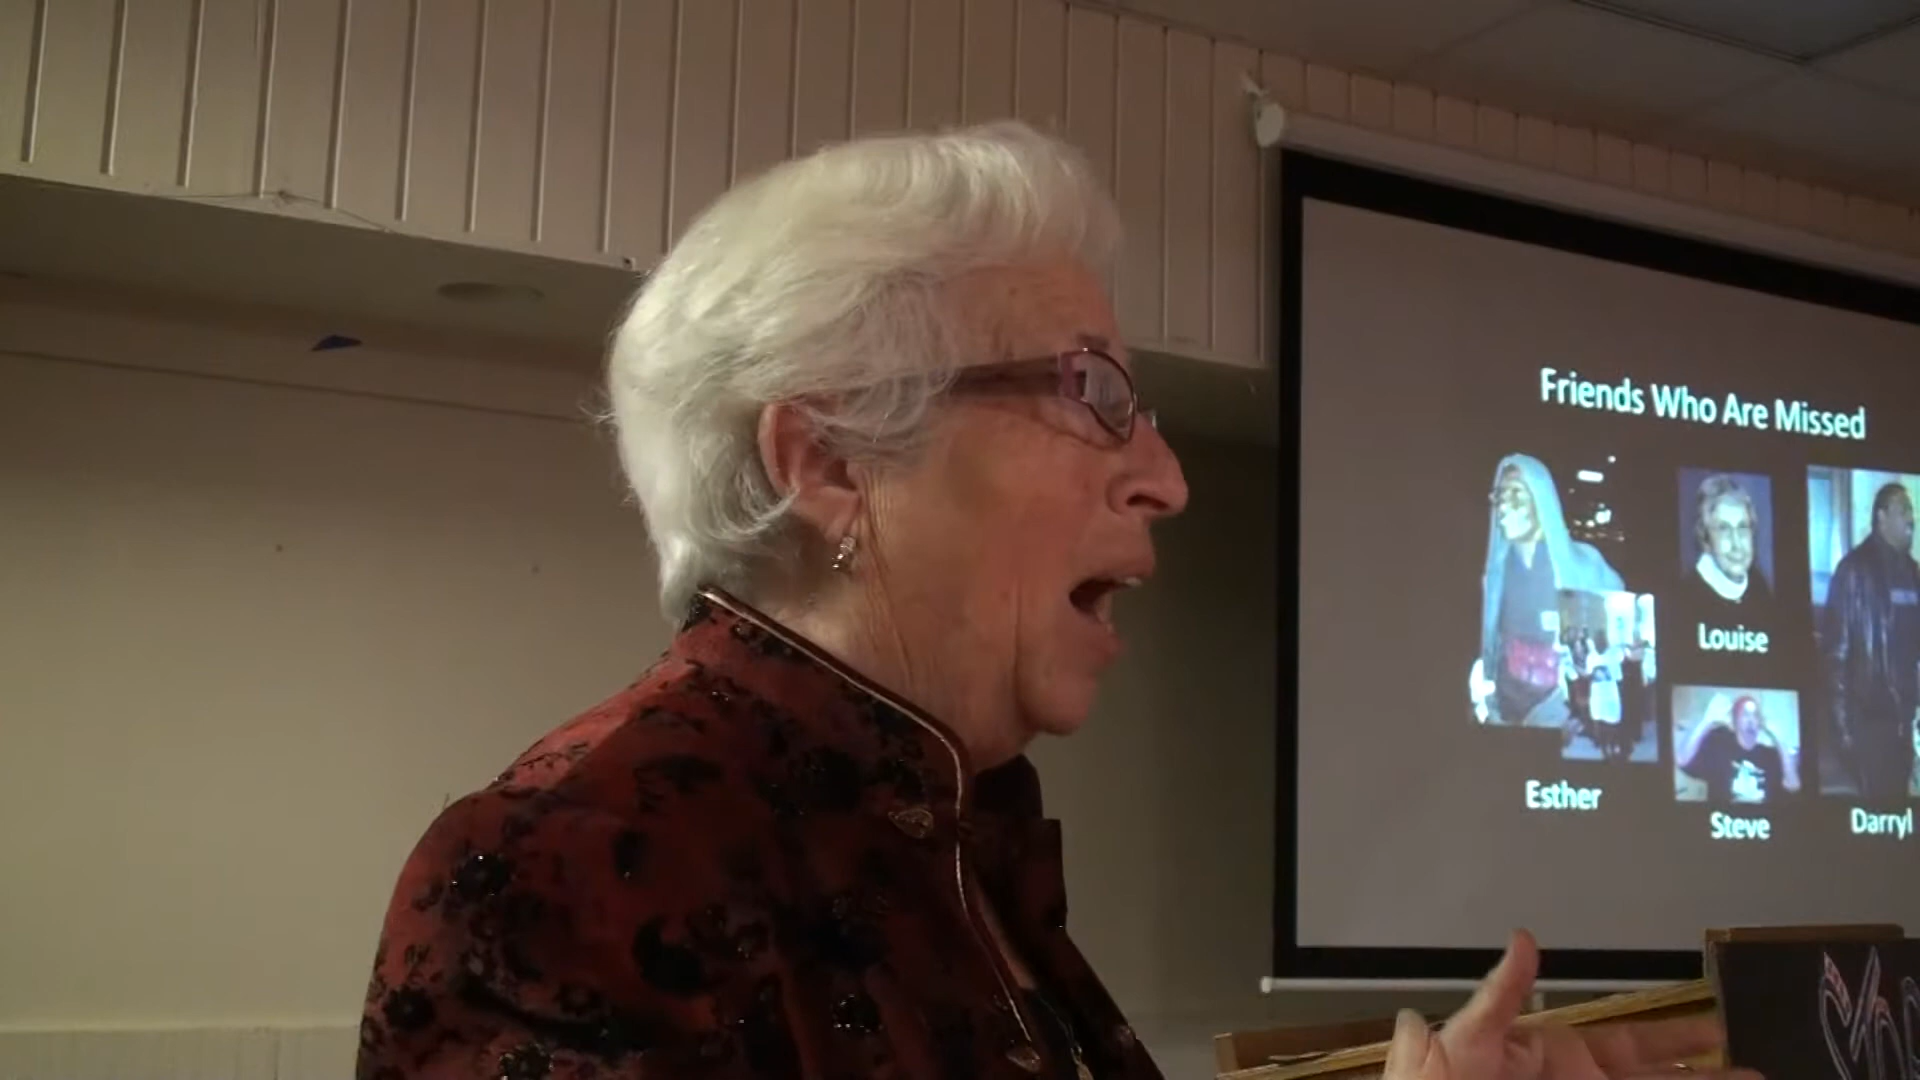 Friends Who Are Missed
Louise
Esther
Steve
Darryl